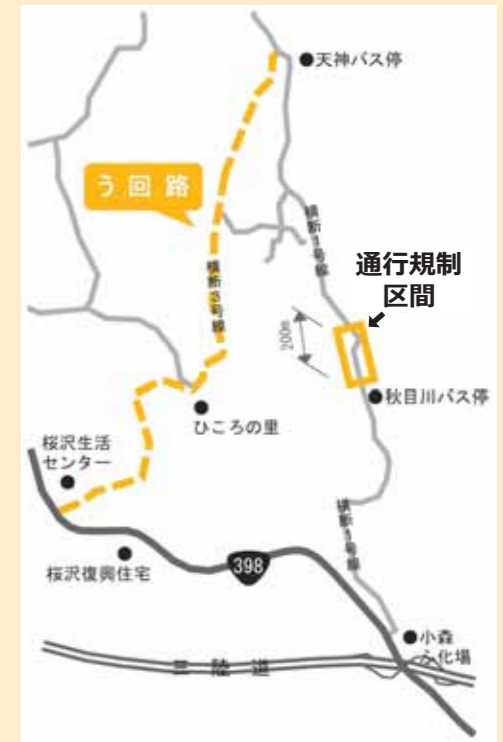 天神バス停
う回路
横断1号線
通行規制
区間
横断3号線
200m
秋目川バス停
ひころの里
桜沢生活
センター
横断1号線
398
桜沢復興住宅
小森
ふ化場
三陸道